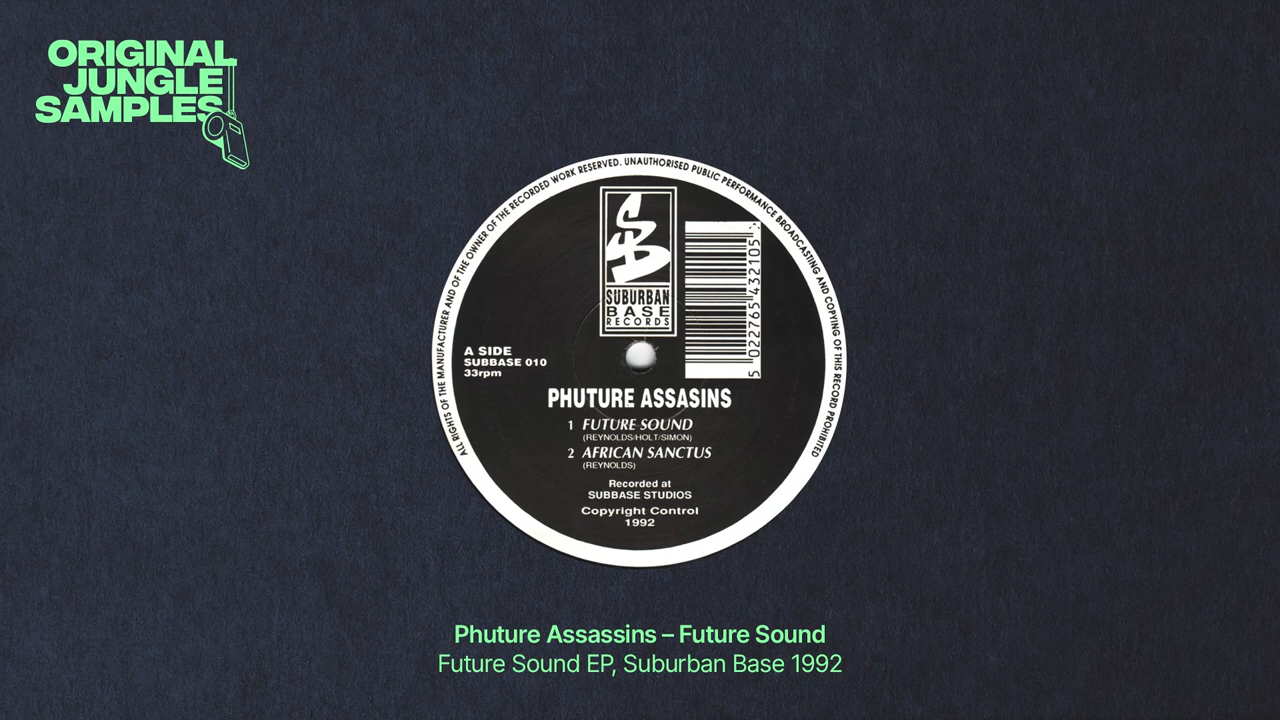 ORIGINAL
JUNGLE
SAMPLES
ALL RIGHTS OF THE MANUFACTURER AND OF THE OWNER OF THE RECORDED WORK RESERVED. UNAUTHORISED PUBLIC PERFORMANCE BROADCASTING AND COPYING OF THIS RECORD PROHIBITED
SB
SUBURBAN
BASE
RECORDS
5 022765 432105
A SIDE
SUBBASE 010
33rpm
PHUTURE ASSASINS
1 FUTURE SOUND
(REYNOLDS/HOLT/SIMON)
2 AFRICAN SANCTUS
(REYNOLDS)
Recorded at
SUBBASE STUDIOS
Copyright Control
1992
Phuture Assassins – Future Sound
Future Sound EP, Suburban Base 1992